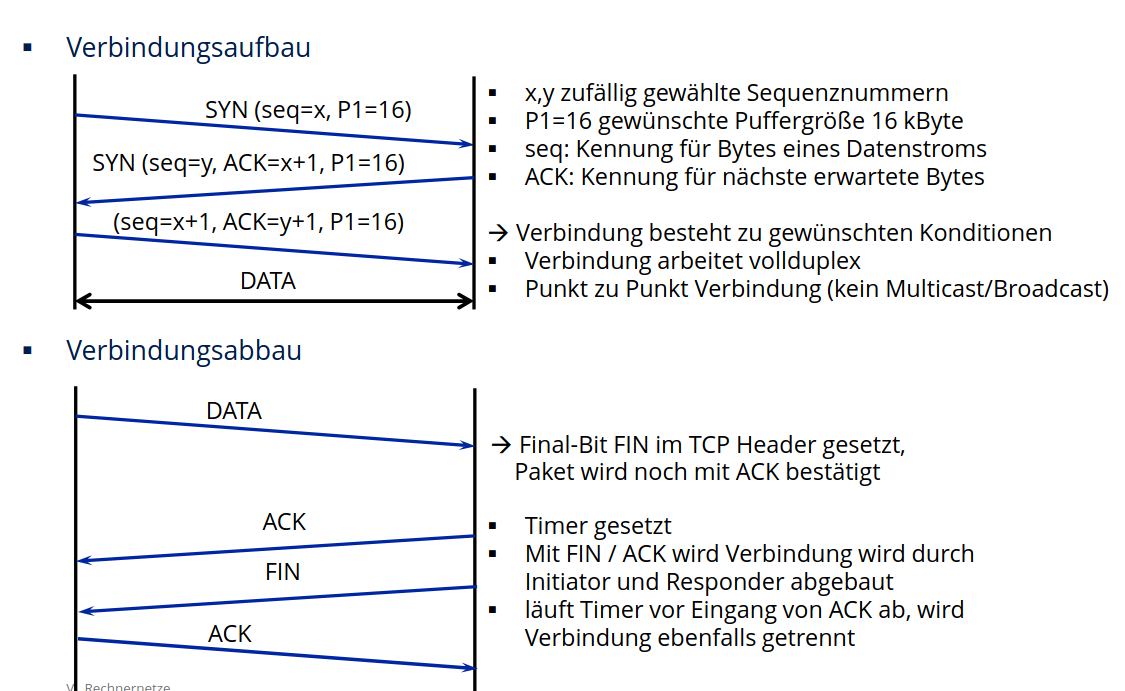 Verbindungsaufbau
SYN (seq=x, P1=16)
SYN (seq=y, ACK=x+1, P1=16)
(seq=x+1, ACK=y+1, P1=16)
DATA
x,y zufällig gewählte Sequenznummern
P1=16 gewünschte Puffergröße 16 kByte
seq: Kennung für Bytes eines Datenstroms
ACK: Kennung für nächste erwartete Bytes
→ Verbindung besteht zu gewünschten Konditionen
Verbindung arbeitet vollduplex
Punkt zu Punkt Verbindung (kein Multicast/Broadcast)
Verbindungsabbau
DATA
ACK
FIN
ACK
→ Final-Bit FIN im TCP Header gesetzt,
Paket wird noch mit ACK bestätigt
Timer gesetzt
Mit FIN / ACK wird Verbindung wird durch
Initiator und Responder abgebaut
läuft Timer vor Eingang von ACK ab, wird
Verbindung ebenfalls getrennt
Rechnernetze